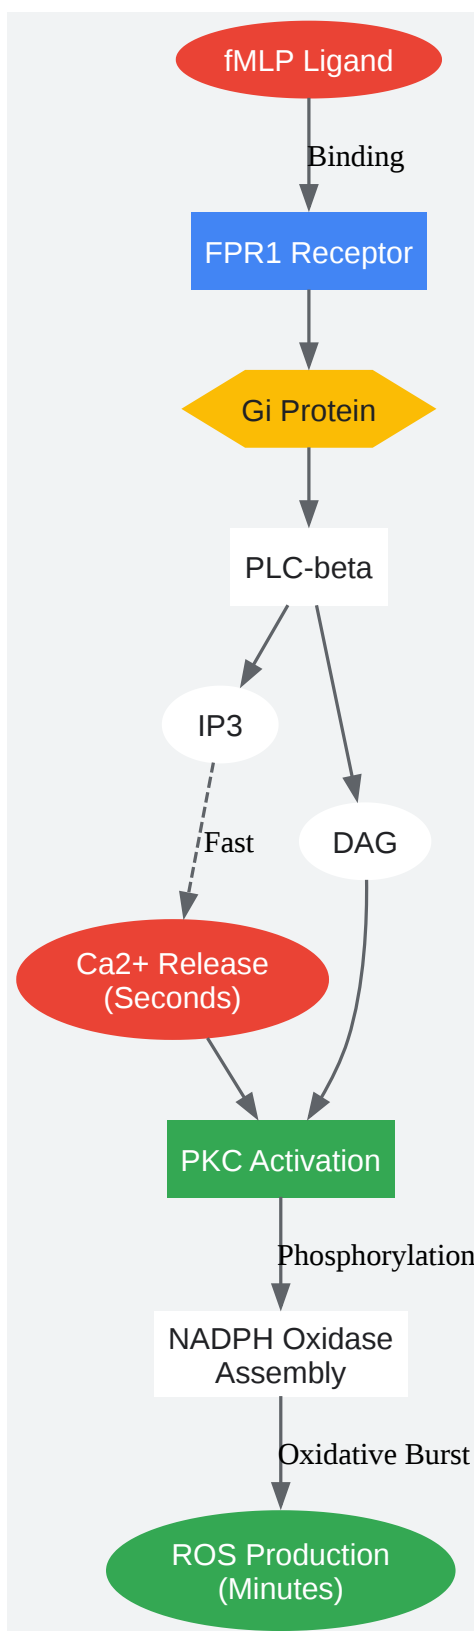 fMLP Ligand
Binding
FPR1 Receptor
Gi Protein
PLC-beta
IP3
Fast
DAG
Ca2+ Release
(Seconds)
PKC Activation
Phosphorylation
NADPH Oxidase
Assembly
Oxidative Burst
ROS Production
(Minutes)